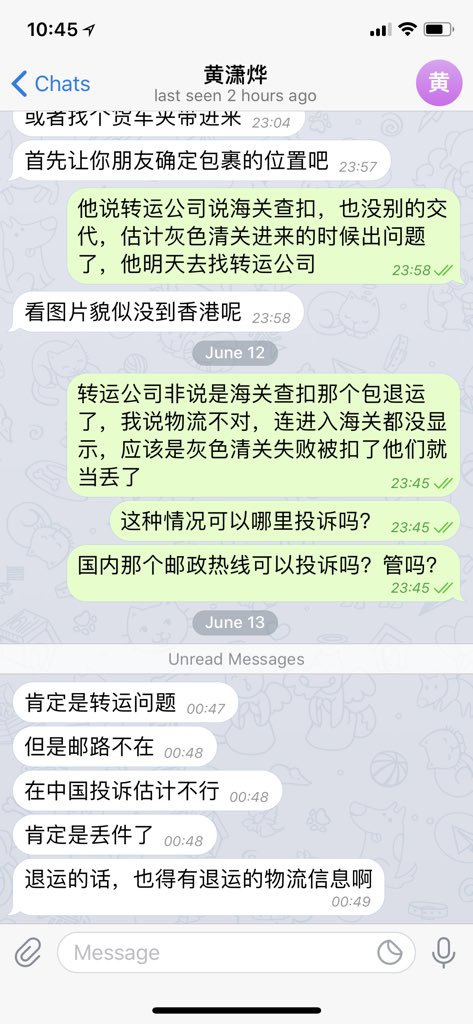 10:45
Chats
黄潇烨
last seen 2 hours ago
黄
或者找个货车夹带进来 23:04
首先让你朋友确定包裹的位置吧 23:57
他说转运公司说海关查扣，也没别的交
代，估计灰色清关进来的时候出问题
了，他明天去找转运公司 23:58
看图片貌似没到香港呢 23:58
June 12
转运公司非说是海关查扣那个包退运
了，我说物流不对，连进入海关都没显
示，应该是灰色清关失败被扣了他们就
当丢了 23:45
这种情况可以哪里投诉吗？ 23:45
国内那个邮政热线可以投诉吗？管吗？
23:45
June 13
Unread Messages
肯定是转运问题 00:47
但是邮路不在 00:48
在中国投诉估计不行 00:48
肯定是丢件了 00:48
退运的话，也得有退运的物流信息啊
00:49
Message